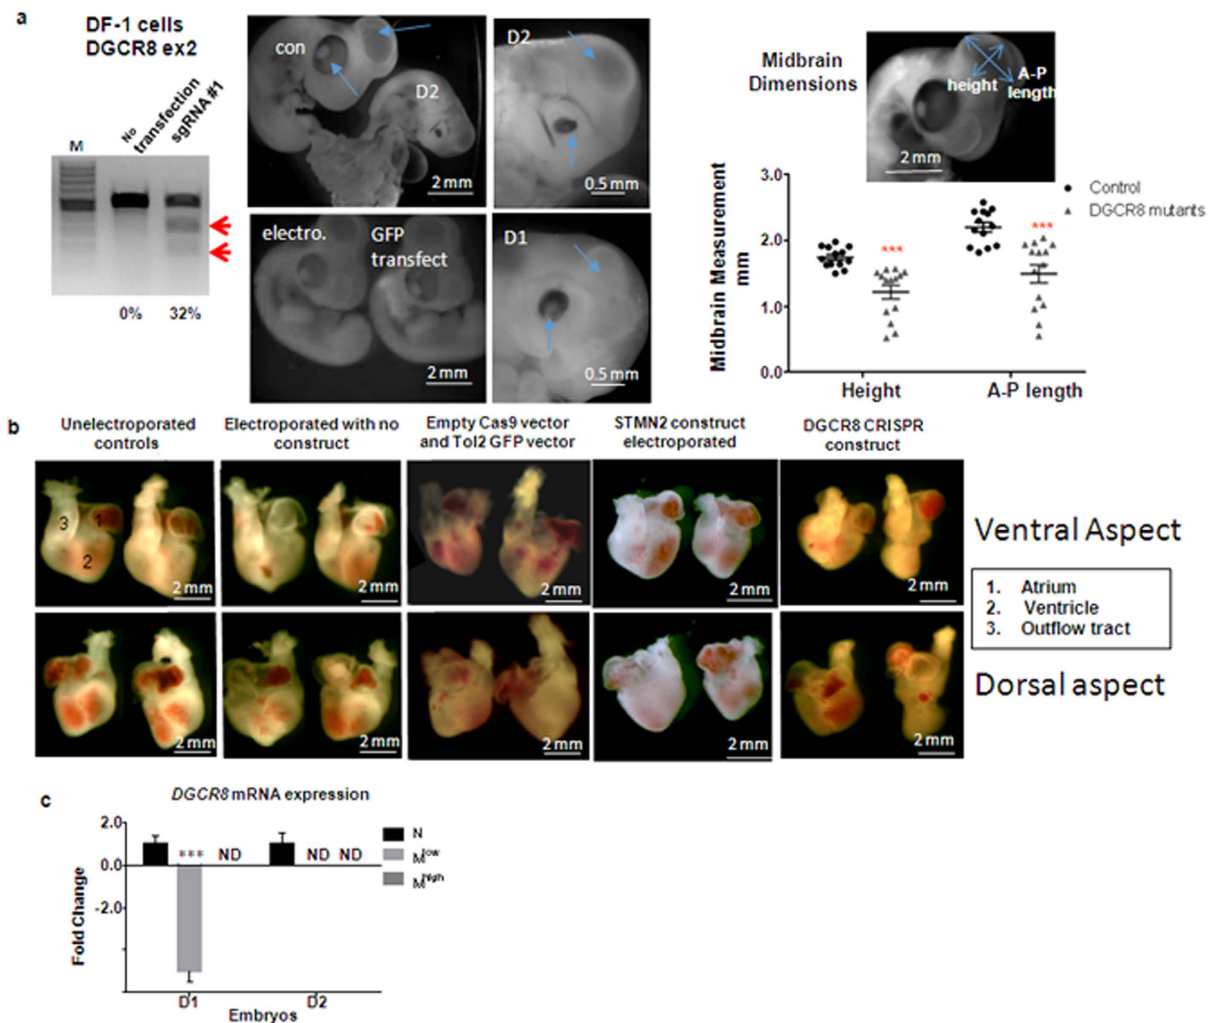 a
DF-1 cells
DGCR8 ex2
M
No
transfection
sgRNA #1
0%
32%
con
D2
2 mm
D2
0.5 mm
electro.
GFP
transfect
2 mm
D1
0.5 mm
Midbrain
Dimensions
height
A-P
length
2 mm
Control
DGCR8 mutants
Midbrain Measurement
mm
3.0
2.0
1.0
0.0
***
***
Height
A-P length
b
Unelectroporated
controls
Electroporated with no
construct
Empty Cas9 vector
and Tol2 GFP vector
STMN2 construct
electroporated
DGCR8 CRISPR
construct
3
1
2
2 mm
2 mm
2 mm
2 mm
2 mm
Ventral Aspect
1. Atrium
2. Ventricle
3. Outflow tract
2 mm
2 mm
2 mm
2 mm
2 mm
Dorsal aspect
c
DGCR8 mRNA expression
Fold Change
2.0
0.0
-2.0
*** ND
ND ND
N
M low
M high
D1
D2
Embryos